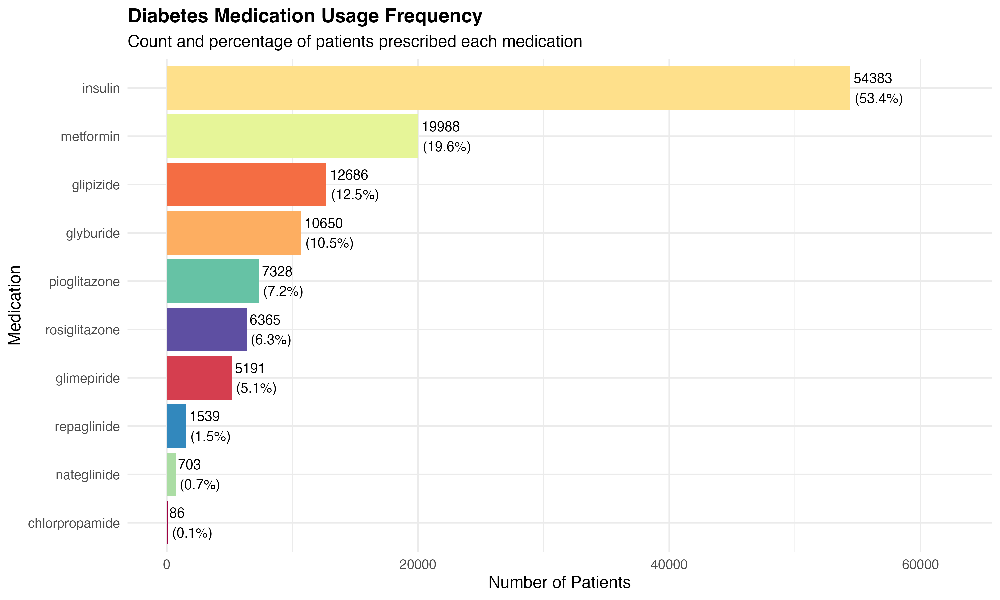 Diabetes Medication Usage Frequency
Count and percentage of patients prescribed each medication
Medication
insulin
54383
(53.4%)
metformin
19988
(19.6%)
glipizide
12686
(12.5%)
glyburide
10650
(10.5%)
pioglitazone
7328
(7.2%)
rosiglitazone
6365
(6.3%)
glimepiride
5191
(5.1%)
repaglinide
1539
(1.5%)
nateglinide
703
(0.7%)
chlorpropamide
86
(0.1%)
0 20000 40000 60000
Number of Patients